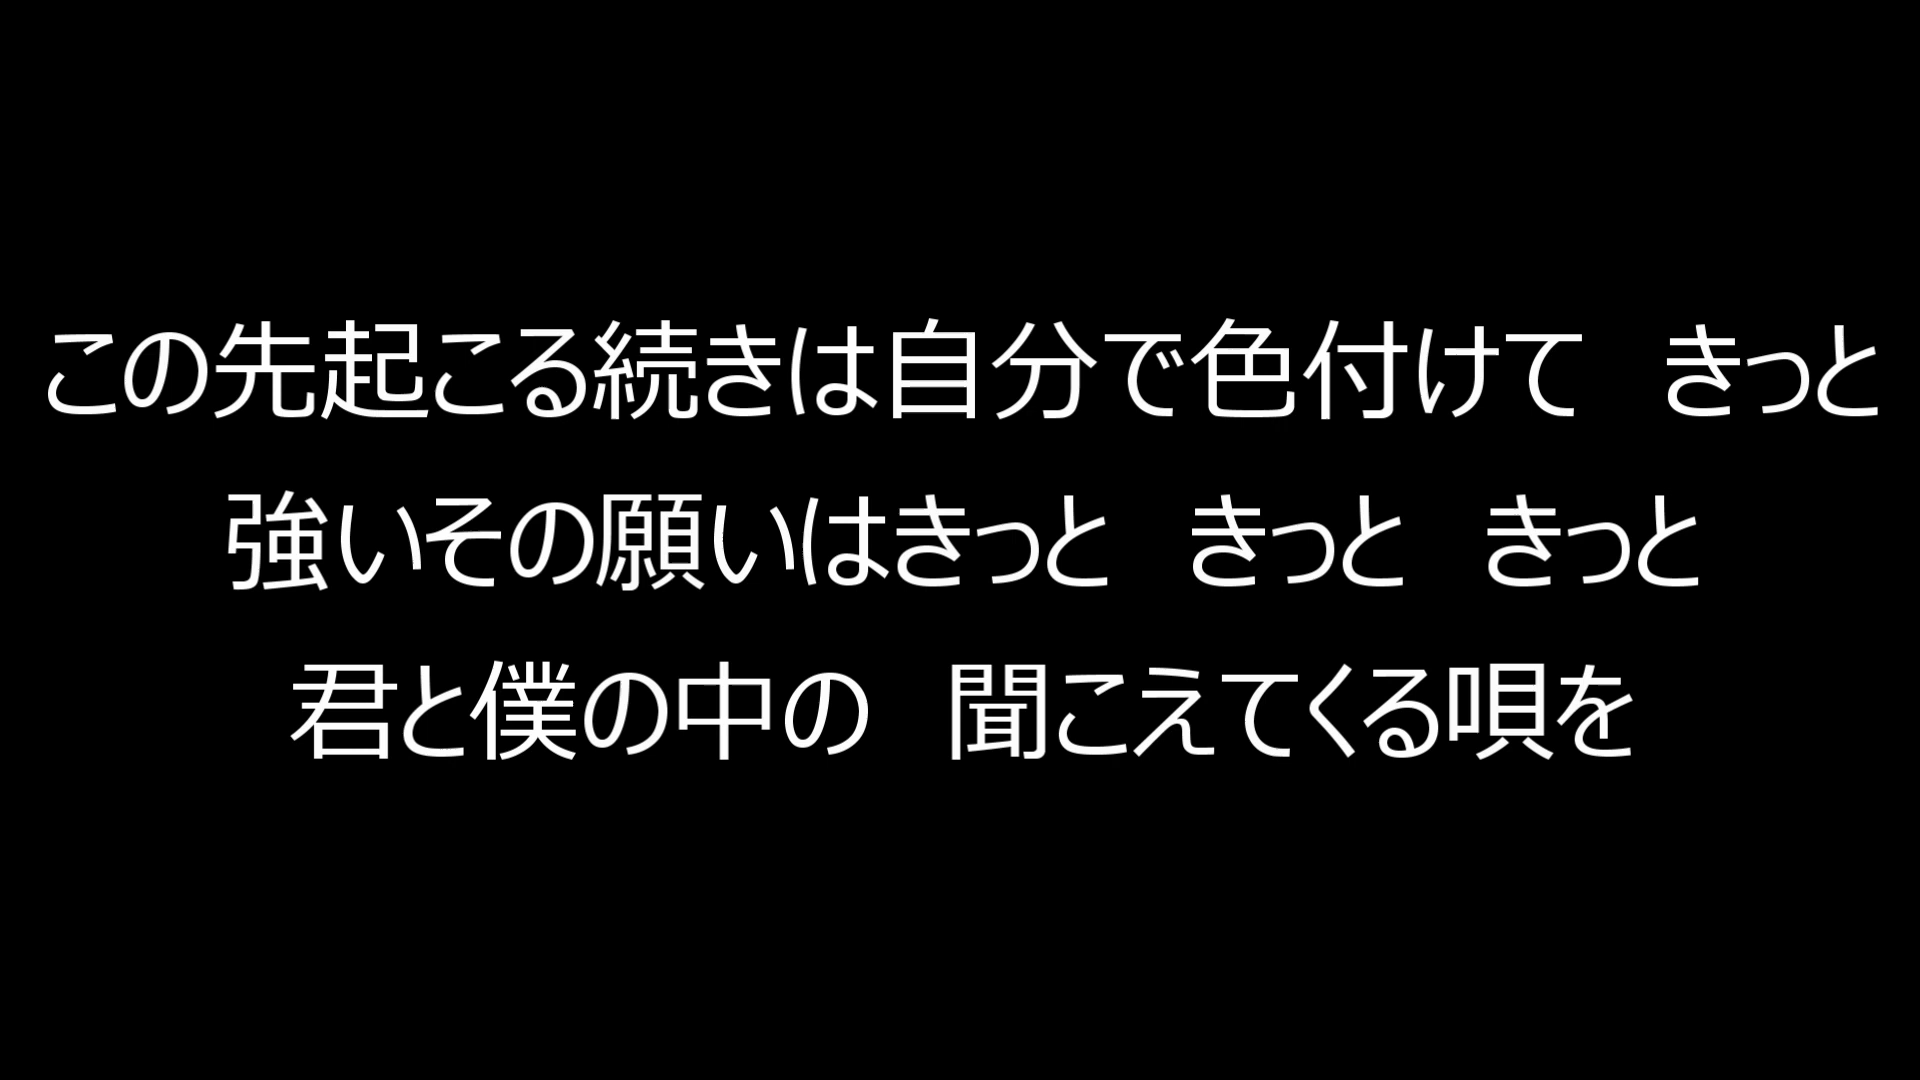 この先起こる続きは自分で色付けて　きっと
強いその願いはきっと　きっと　きっと
君と僕の中の　聞こえてくる唄を